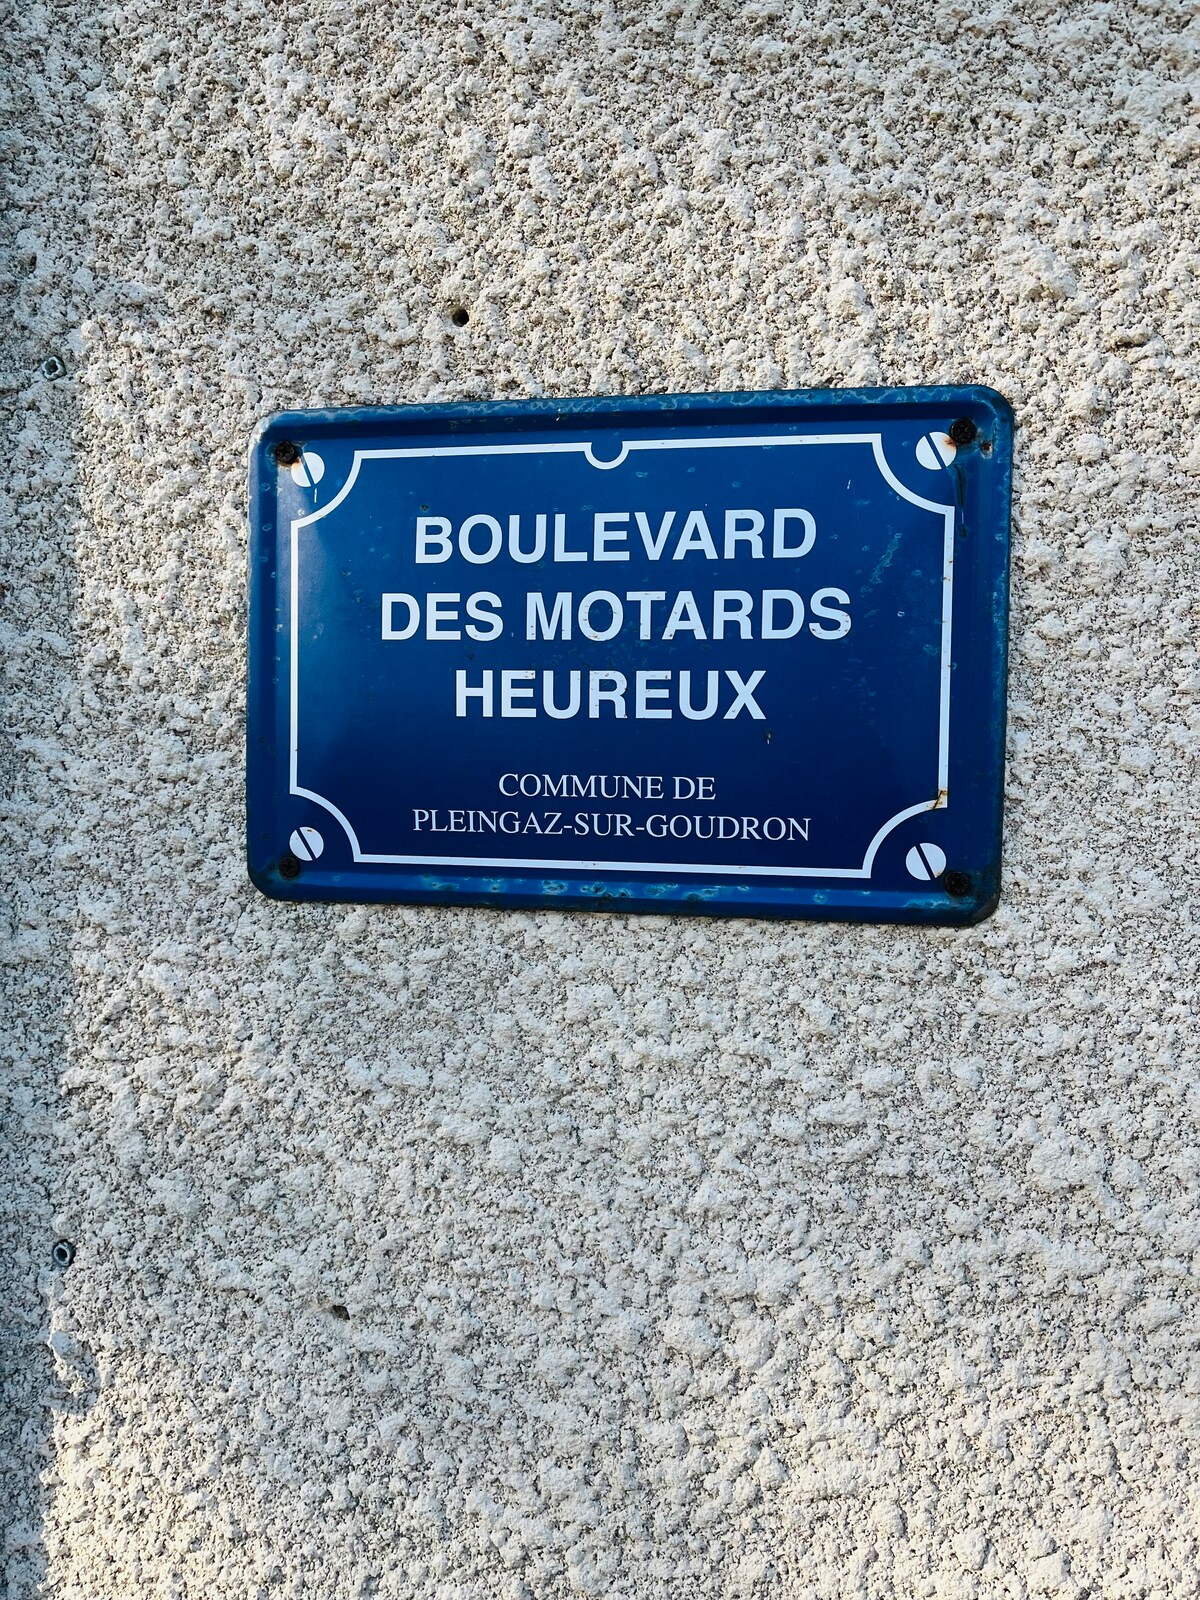 BOULEVARD
DES MOTARDS
HEUREUX
COMMUNE DE
PLEINGAZ-SUR-GOUDRON